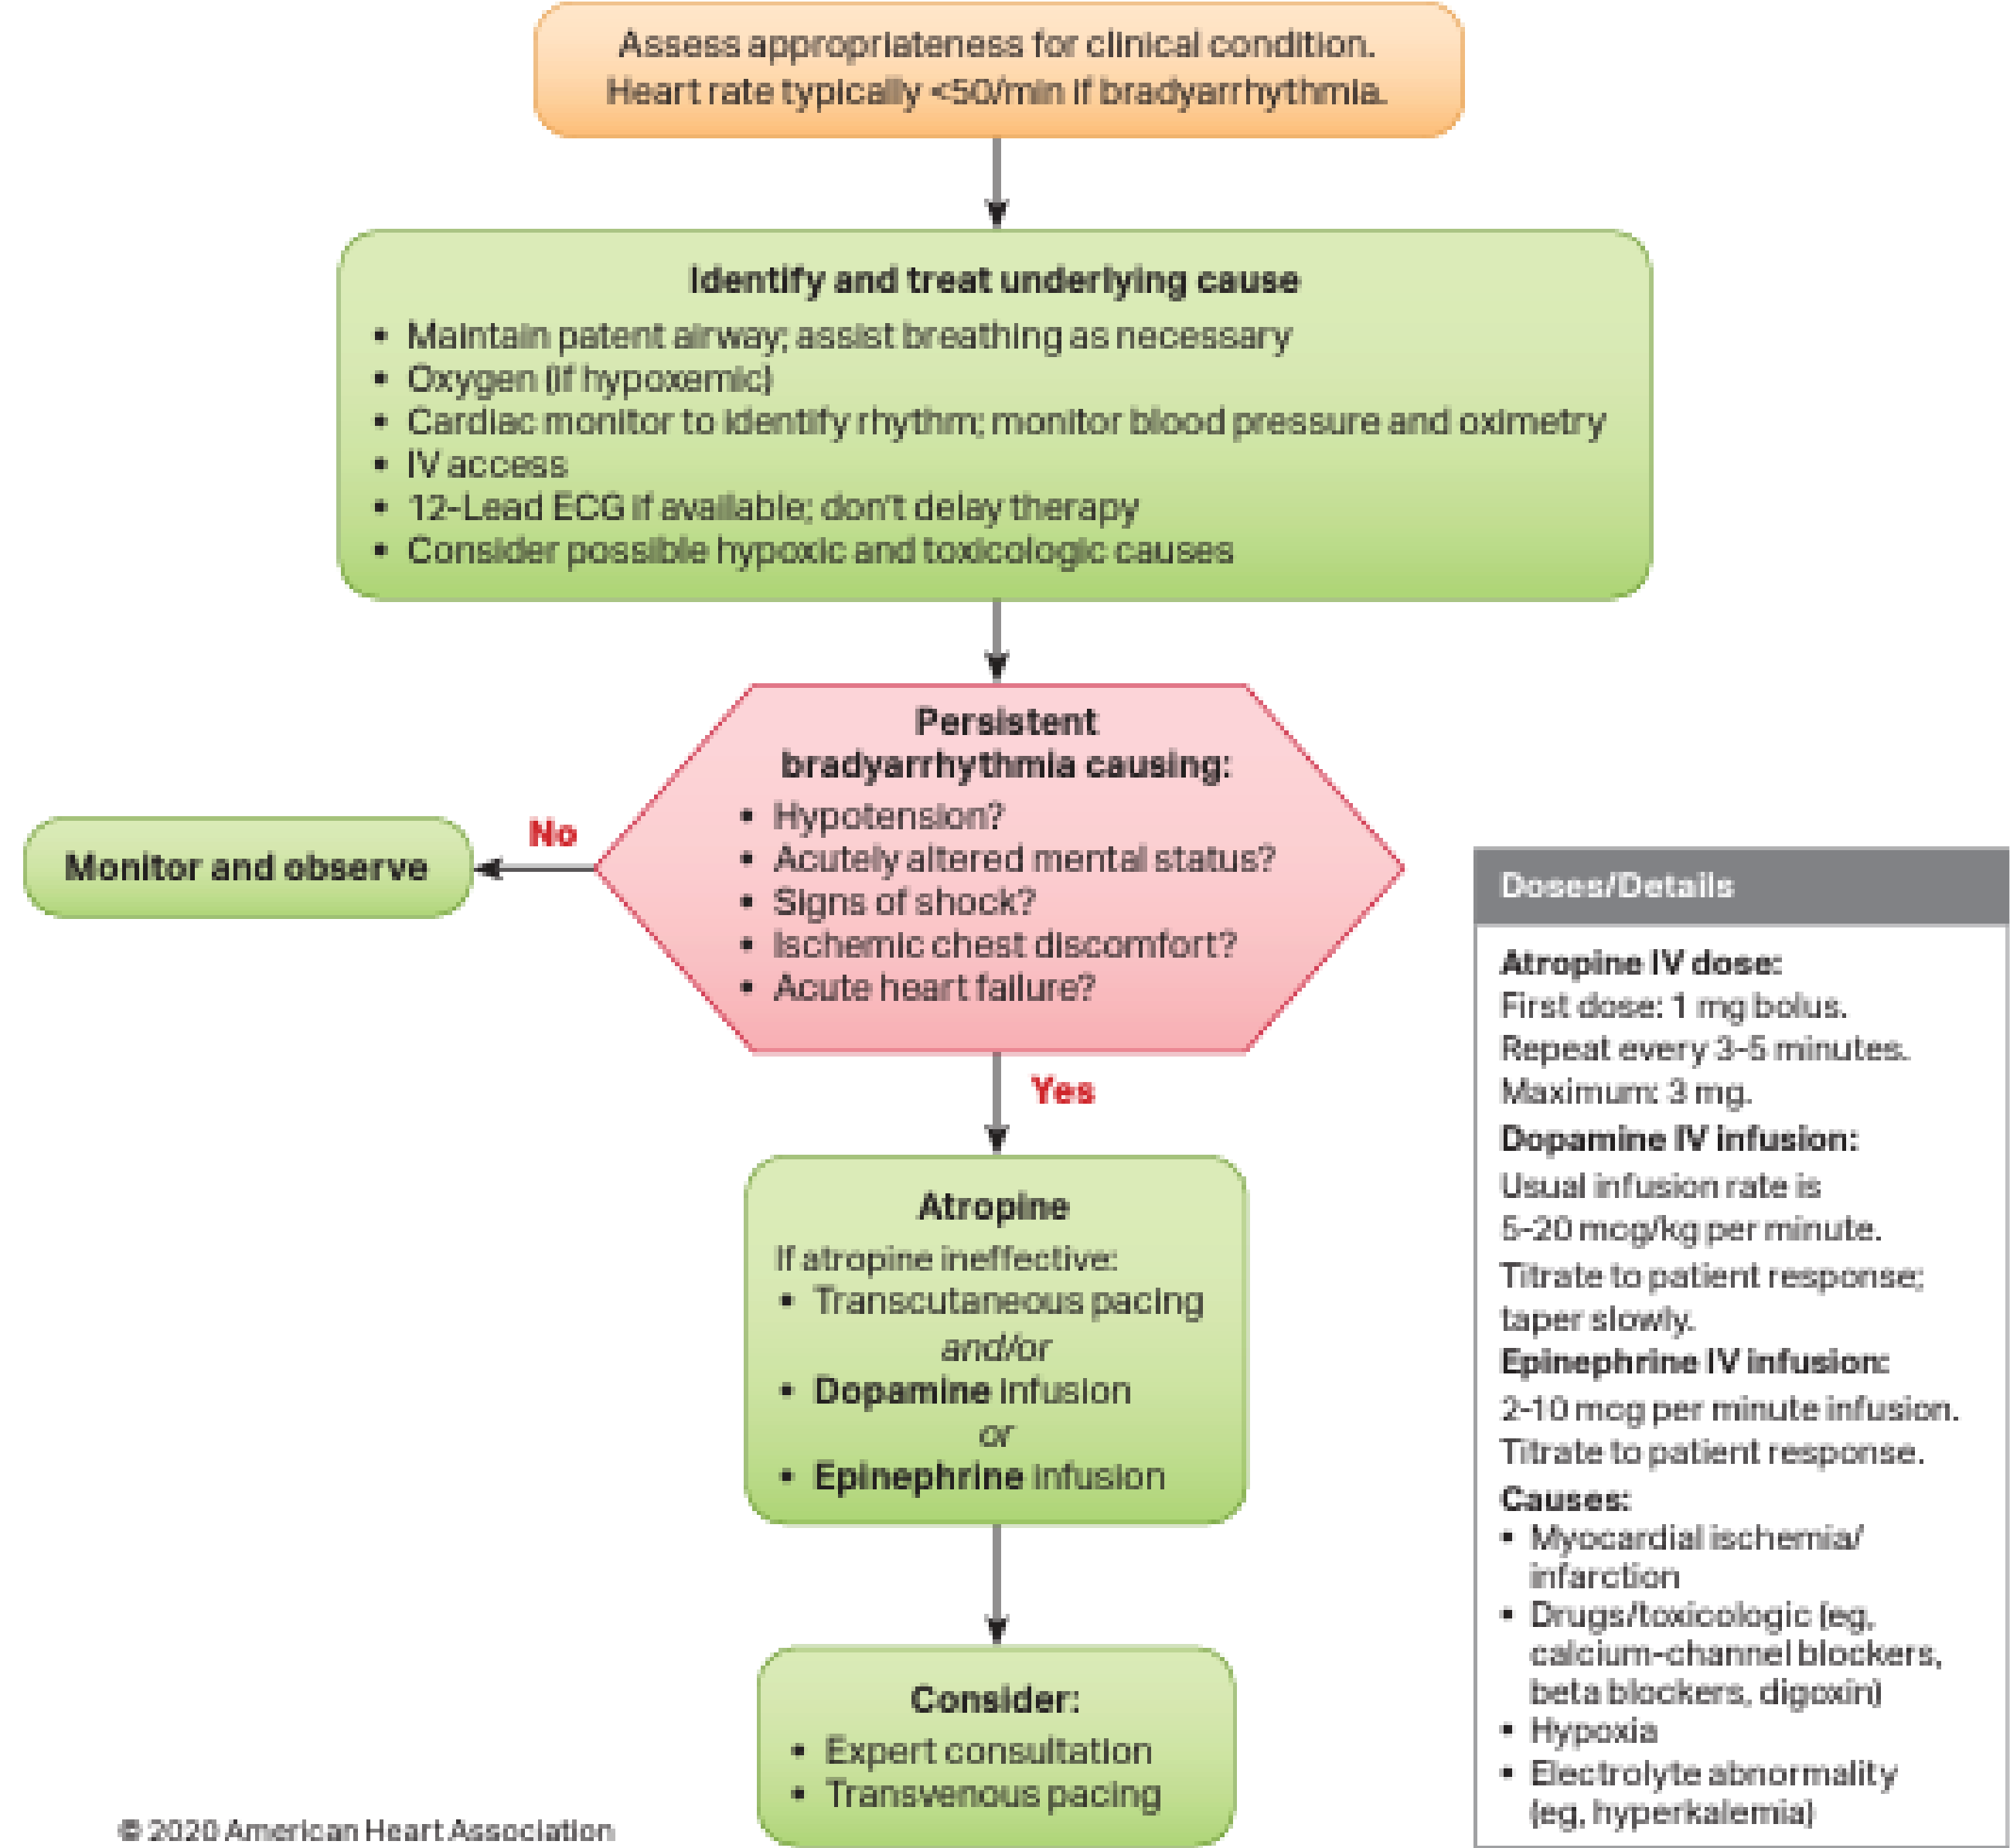 Assess appropriateness for clinical condition.
Heart rate typically <50/min if bradyarrhythmia.
Identify and treat underlying cause
• Maintain patent airway; assist breathing as necessary
• Oxygen (if hypoxemic)
• Cardiac monitor to identify rhythm; monitor blood pressure and oximetry
• IV access
• 12-Lead ECG if available; don't delay therapy
• Consider possible hypoxic and toxicologic causes
Persistent
bradyarrhythmia causing:
• Hypotension?
• Acutely altered mental status?
• Signs of shock?
• Ischemic chest discomfort?
• Acute heart failure?
No
Monitor and observe
Yes
Atropine
If atropine ineffective:
• Transcutaneous pacing
and/or
• Dopamine infusion
or
• Epinephrine infusion
Consider:
• Expert consultation
• Transvenous pacing
Doses/Details
Atropine IV dose:
First dose: 1 mg bolus.
Repeat every 3-5 minutes.
Maximum: 3 mg.
Dopamine IV infusion:
Usual infusion rate is
5-20 mcg/kg per minute.
Titrate to patient response;
taper slowly.
Epinephrine IV infusion:
2-10 mcg per minute infusion.
Titrate to patient response.
Causes:
• Myocardial ischemia/
infarction
• Drugs/toxicologic (eg,
calcium-channel blockers,
beta blockers, digoxin)
• Hypoxia
• Electrolyte abnormality
(eg, hyperkalemia)
© 2020 American Heart Association